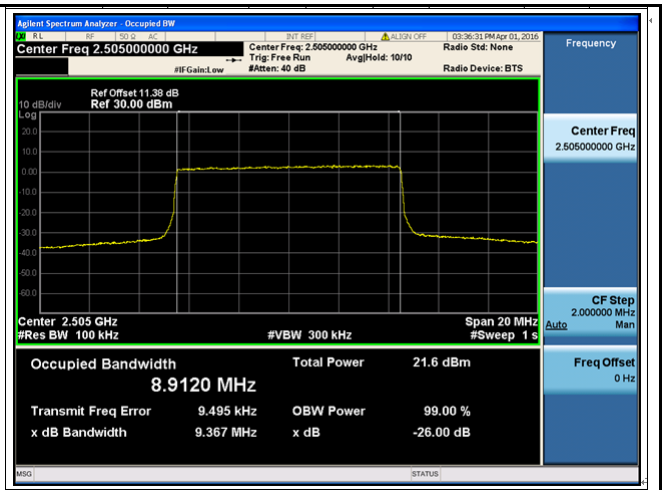 Agilent Spectrum Analyzer - Occupied BW
RL RF 50 Ω AC INT REF ALIGN OFF 03:36:31 PM Apr 01, 2016
Center Freq 2.505000000 GHz
Center Freq: 2.505000000 GHz
Radio Std: None
Trig: Free Run Avg|Hold: 10/10
#IFGain:Low #Atten: 40 dB Radio Device: BTS
Ref Offset 11.38 dB
10 dB/div Ref 30.00 dBm
Log
20.0
10.0
0.00
-10.0
-20.0
-30.0
-40.0
-50.0
-60.0
Center 2.505 GHz Span 20 MHz
#Res BW 100 kHz #VBW 300 kHz #Sweep 1 s
Occupied Bandwidth Total Power 21.6 dBm
8.9120 MHz
Transmit Freq Error 9.495 kHz OBW Power 99.00 %
x dB Bandwidth 9.367 MHz x dB -26.00 dB
MSG STATUS
Frequency
Center Freq
2.505000000 GHz
CF Step
2.000000 MHz
Auto Man
Freq Offset
0 Hz